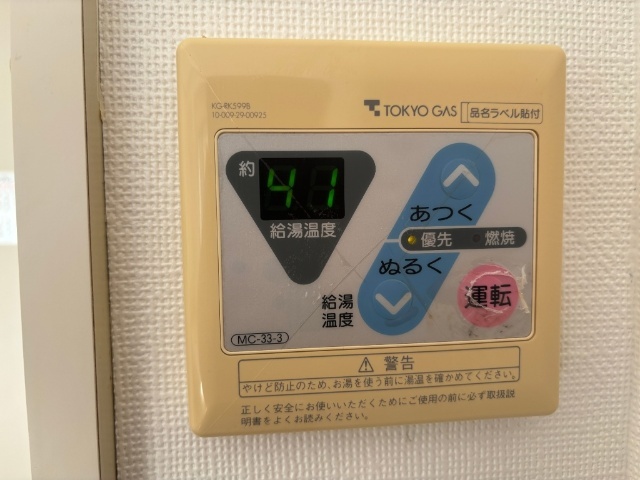 KG-RK599B
10-009-29-00925
TOKYO GAS
品名ラベル貼付
約
41
給湯温度
あつく
優先
燃焼
ぬるく
給湯
温度
運転
MC-33-3
警告
やけど防止のため、お湯を使う前に湯温を確かめてください。
正しく安全にお使いいただくためにご使用の前に必ず取扱説
明書をよくお読みください。